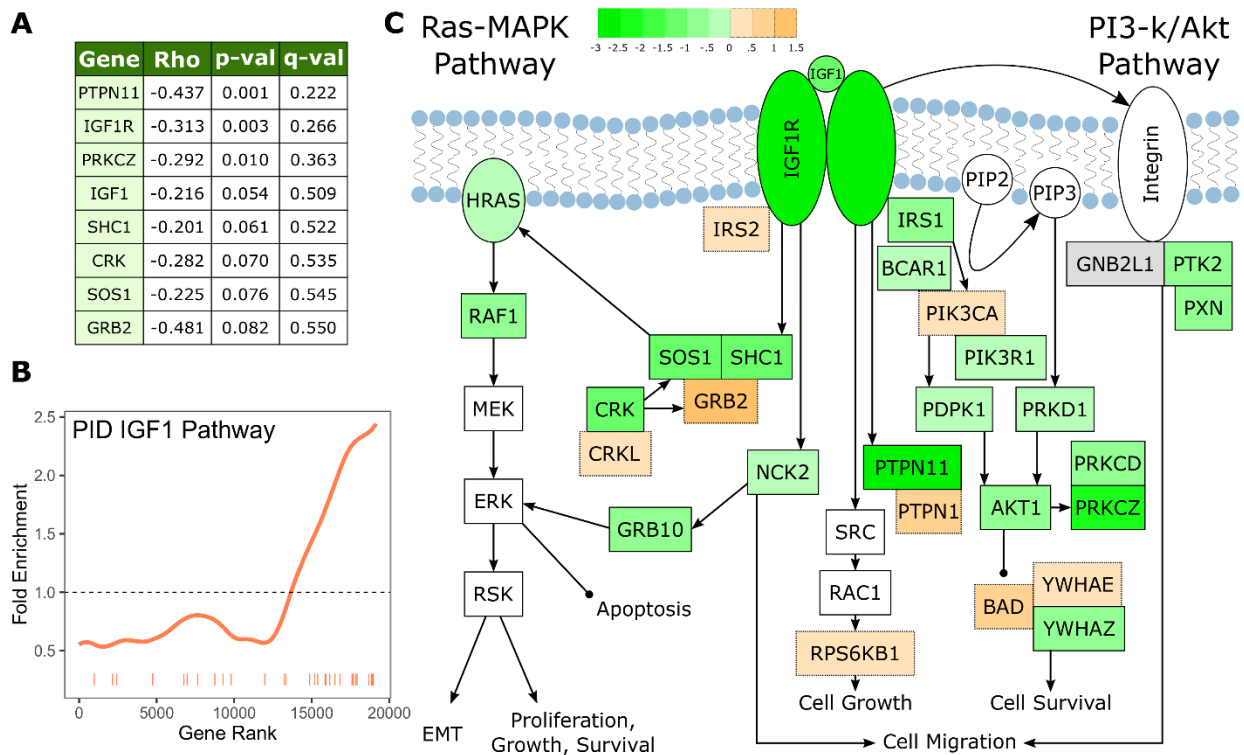 A
Gene Rho p-val q-val
PTPN11 -0.437 0.001 0.222
IGF1R -0.313 0.003 0.266
PRKCZ -0.292 0.010 0.363
IGF1 -0.216 0.054 0.509
SHC1 -0.201 0.061 0.522
CRK -0.282 0.070 0.535
SOS1 -0.225 0.076 0.545
GRB2 -0.481 0.082 0.550
B
PID IGF1 Pathway
Fold Enrichment
2.5
2.0
1.5
1.0
0.5
0 5000 10000 15000 20000
Gene Rank
C
Ras-MAPK
Pathway
-3 -2.5 -2 -1.5 -1 -.5 0 .5 1 1.5
PI3-k/Akt
Pathway
IGF1
IGF1R
Integrin
HRAS
PIP2
PIP3
IRS2
IRS1
BCAR1
GNB2L1
PTK2
PXN
RAF1
PIK3CA
PIK3R1
SOS1
SHC1
GRB2
MEK
CRK
CRKL
PDPK1
PRKD1
NCK2
PTPN11
PTPN1
PRKCD
PRKCZ
AKT1
ERK
GRB10
SRC
RSK
Apoptosis
RAC1
BAD
YWHAE
YWHAZ
RPS6KB1
EMT
Proliferation,
Growth, Survival
Cell Growth
Cell Survival
Cell Migration